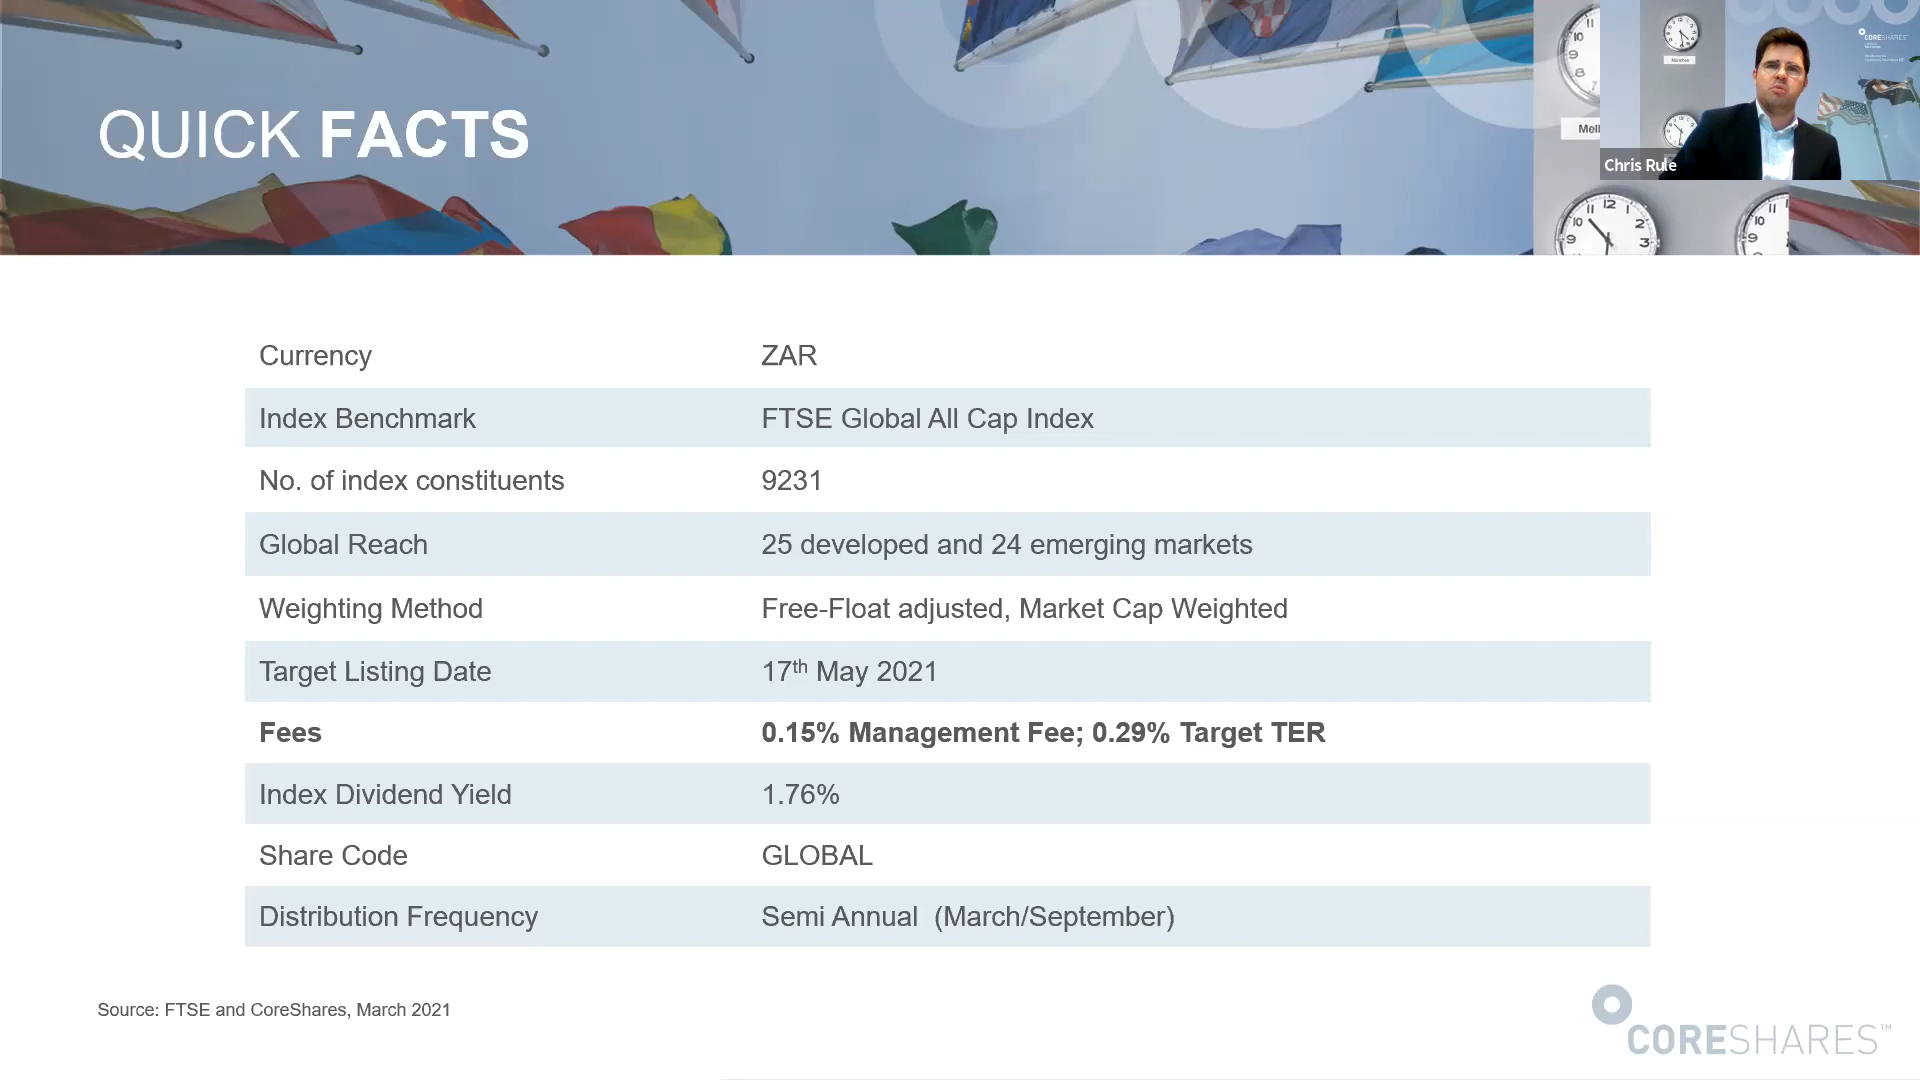 QUICK FACTS
Mell
München
CORESHARES
Chris Rule
Currency ZAR
Index Benchmark FTSE Global All Cap Index
No. of index constituents 9231
Global Reach 25 developed and 24 emerging markets
Weighting Method Free-Float adjusted, Market Cap Weighted
Target Listing Date 17th May 2021
Fees 0.15% Management Fee; 0.29% Target TER
Index Dividend Yield 1.76%
Share Code GLOBAL
Distribution Frequency Semi Annual (March/September)
Source: FTSE and CoreShares, March 2021
CORESHARES™